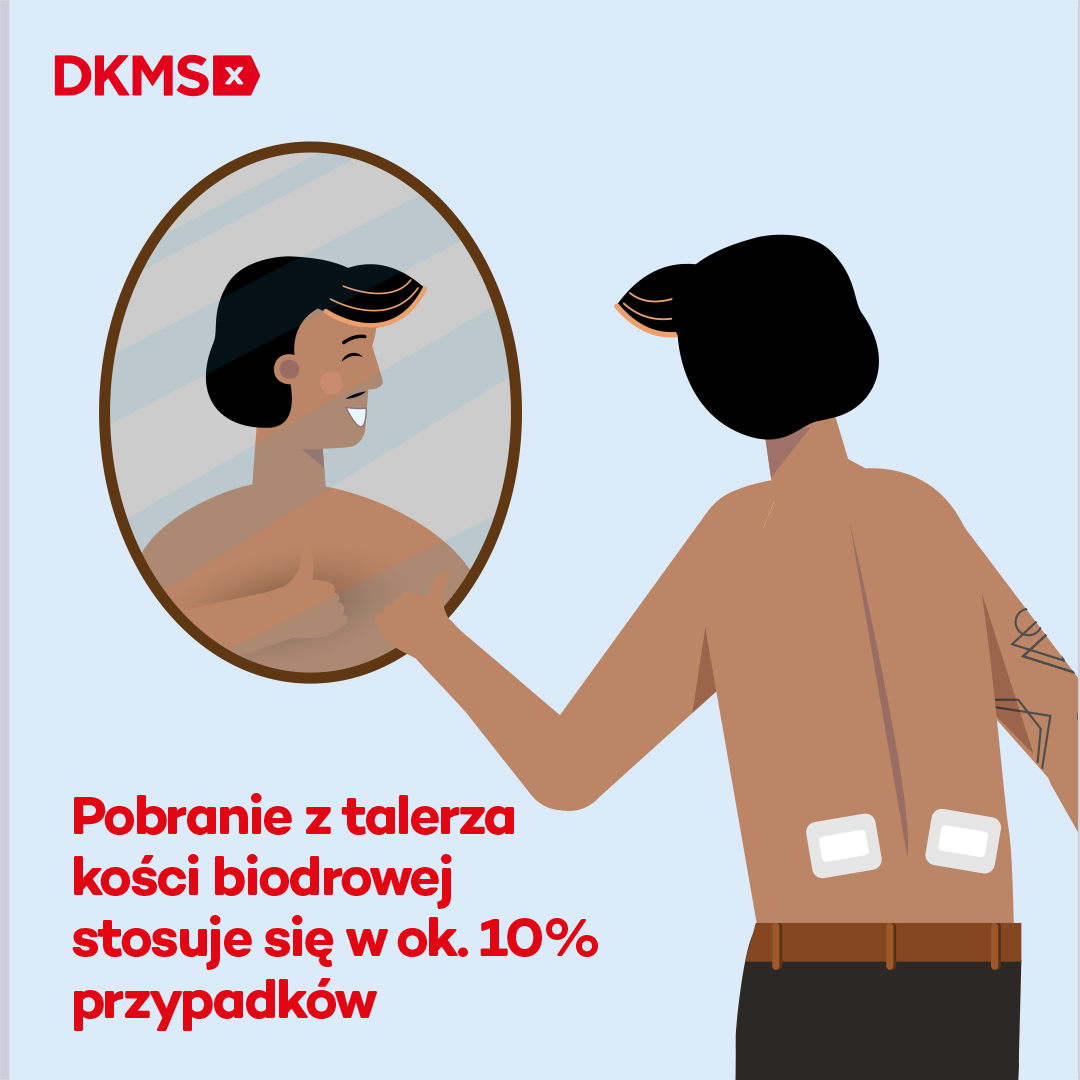 DKMS
Pobranie z talerza
kości biodrowej
stosuje się w ok. 10%
przypadków